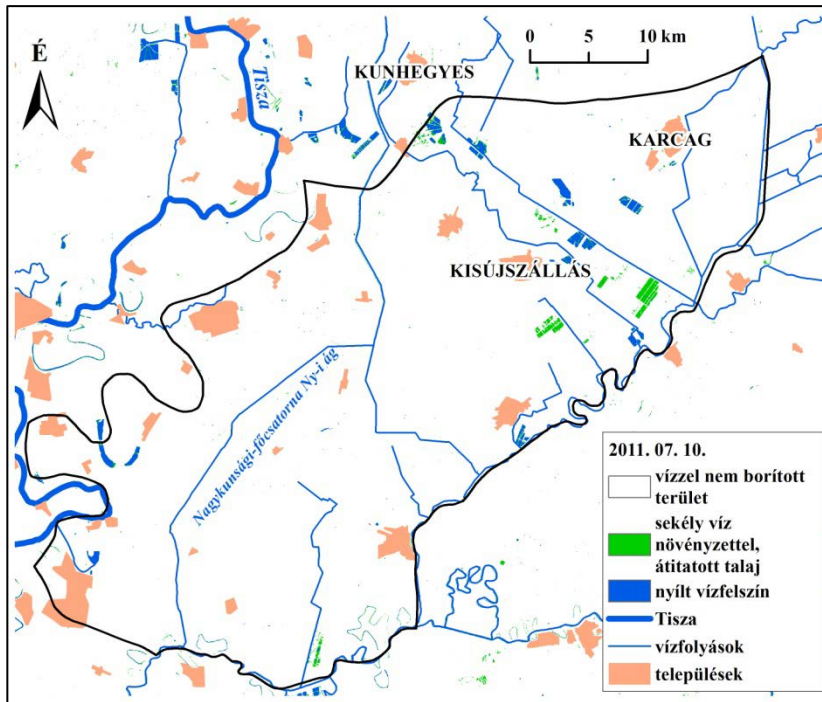 É
Tisza
KUNHEGYES
0 5 10 km
KARCAG
KISÚJSZÁLLÁS
Nagykunsági-főcsatorna Ny-i ág
2011. 07. 10.
vízzel nem borított
terület
sekély víz
növényzettel,
átitatott talaj
nyílt vízfelszín
Tisza
vízfolyások
települések